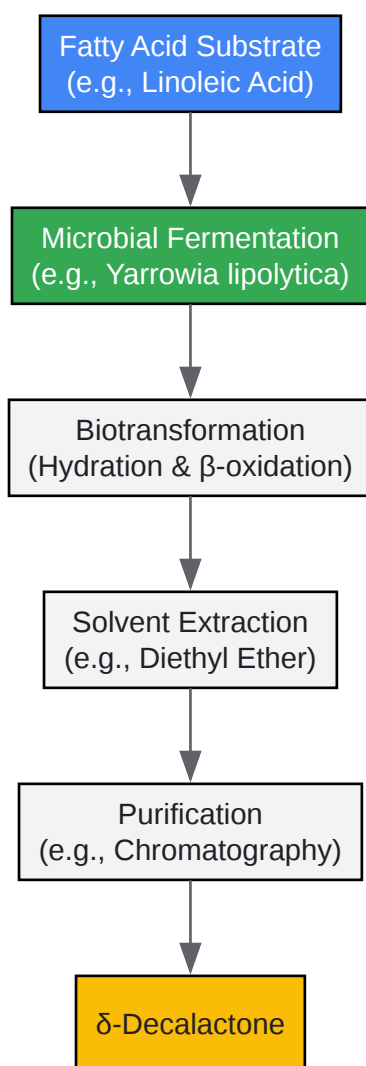 Fatty Acid Substrate
(e.g., Linoleic Acid)
Microbial Fermentation
(e.g., Yarrowia lipolytica)
Biotransformation
(Hydration & β-oxidation)
Solvent Extraction
(e.g., Diethyl Ether)
Purification
(e.g., Chromatography)
δ-Decalactone